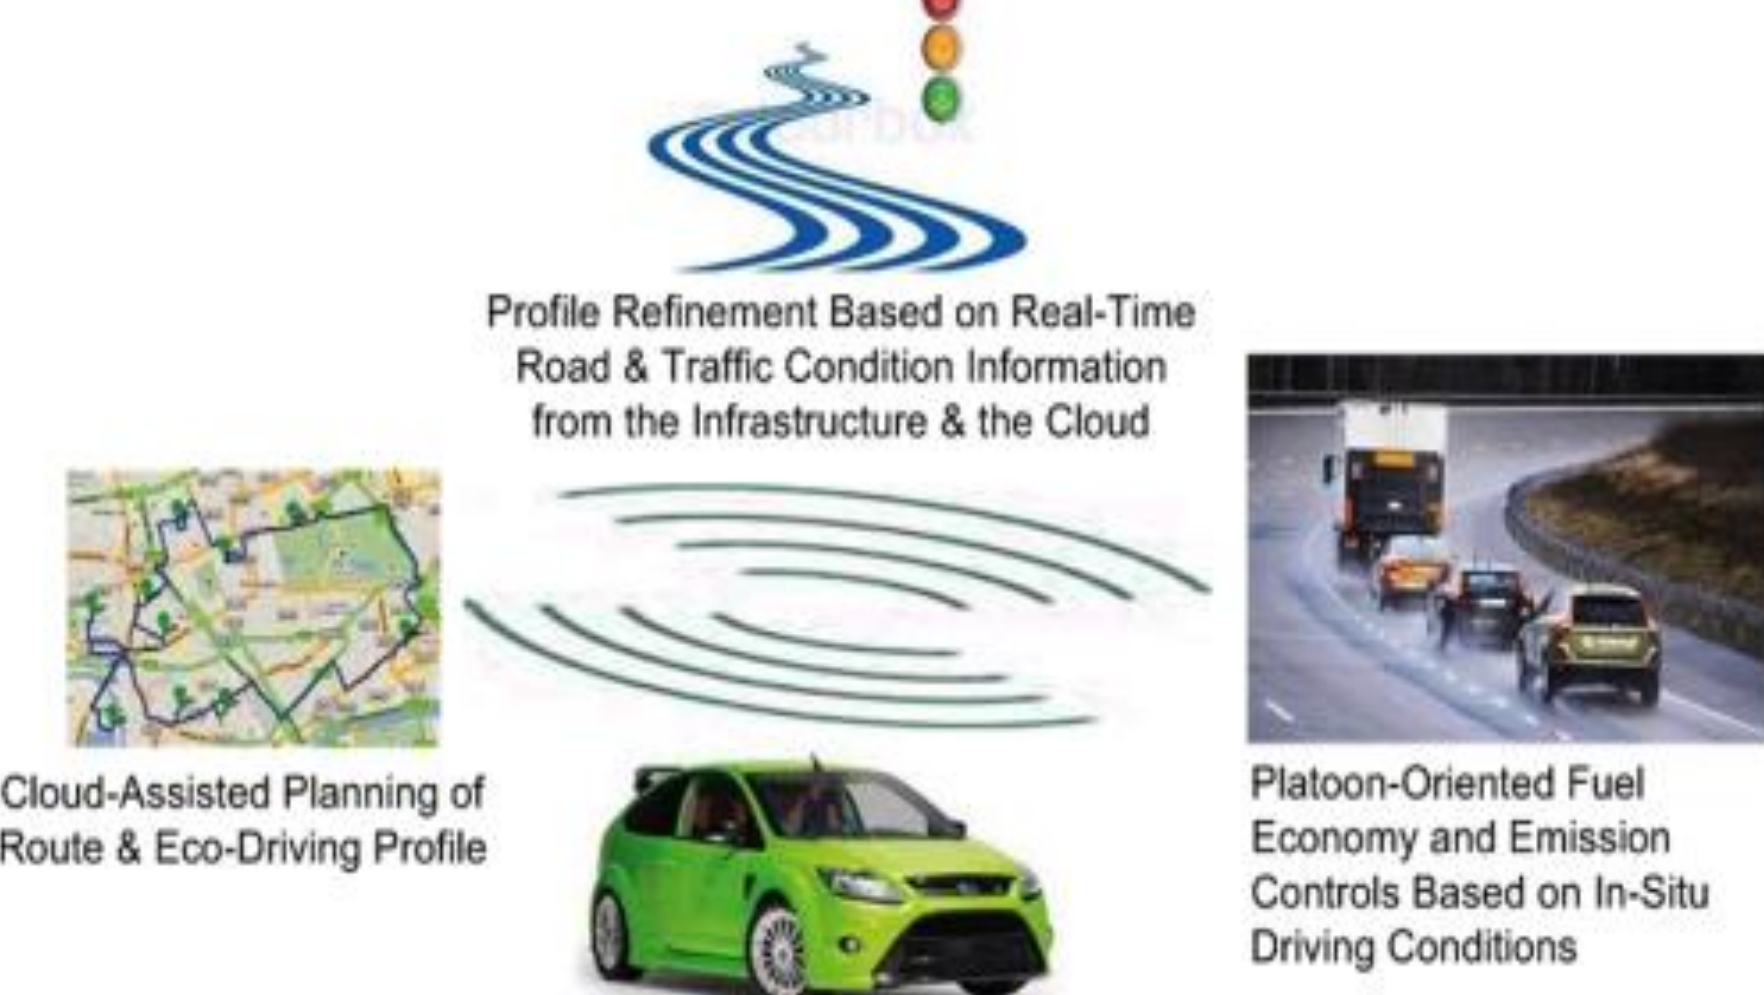 Profile Refinement Based on Real-Time
Road & Traffic Condition Information
from the Infrastructure & the Cloud
Cloud-Assisted Planning of
Route & Eco-Driving Profile
Platoon-Oriented Fuel
Economy and Emission
Controls Based on In-Situ
Driving Conditions